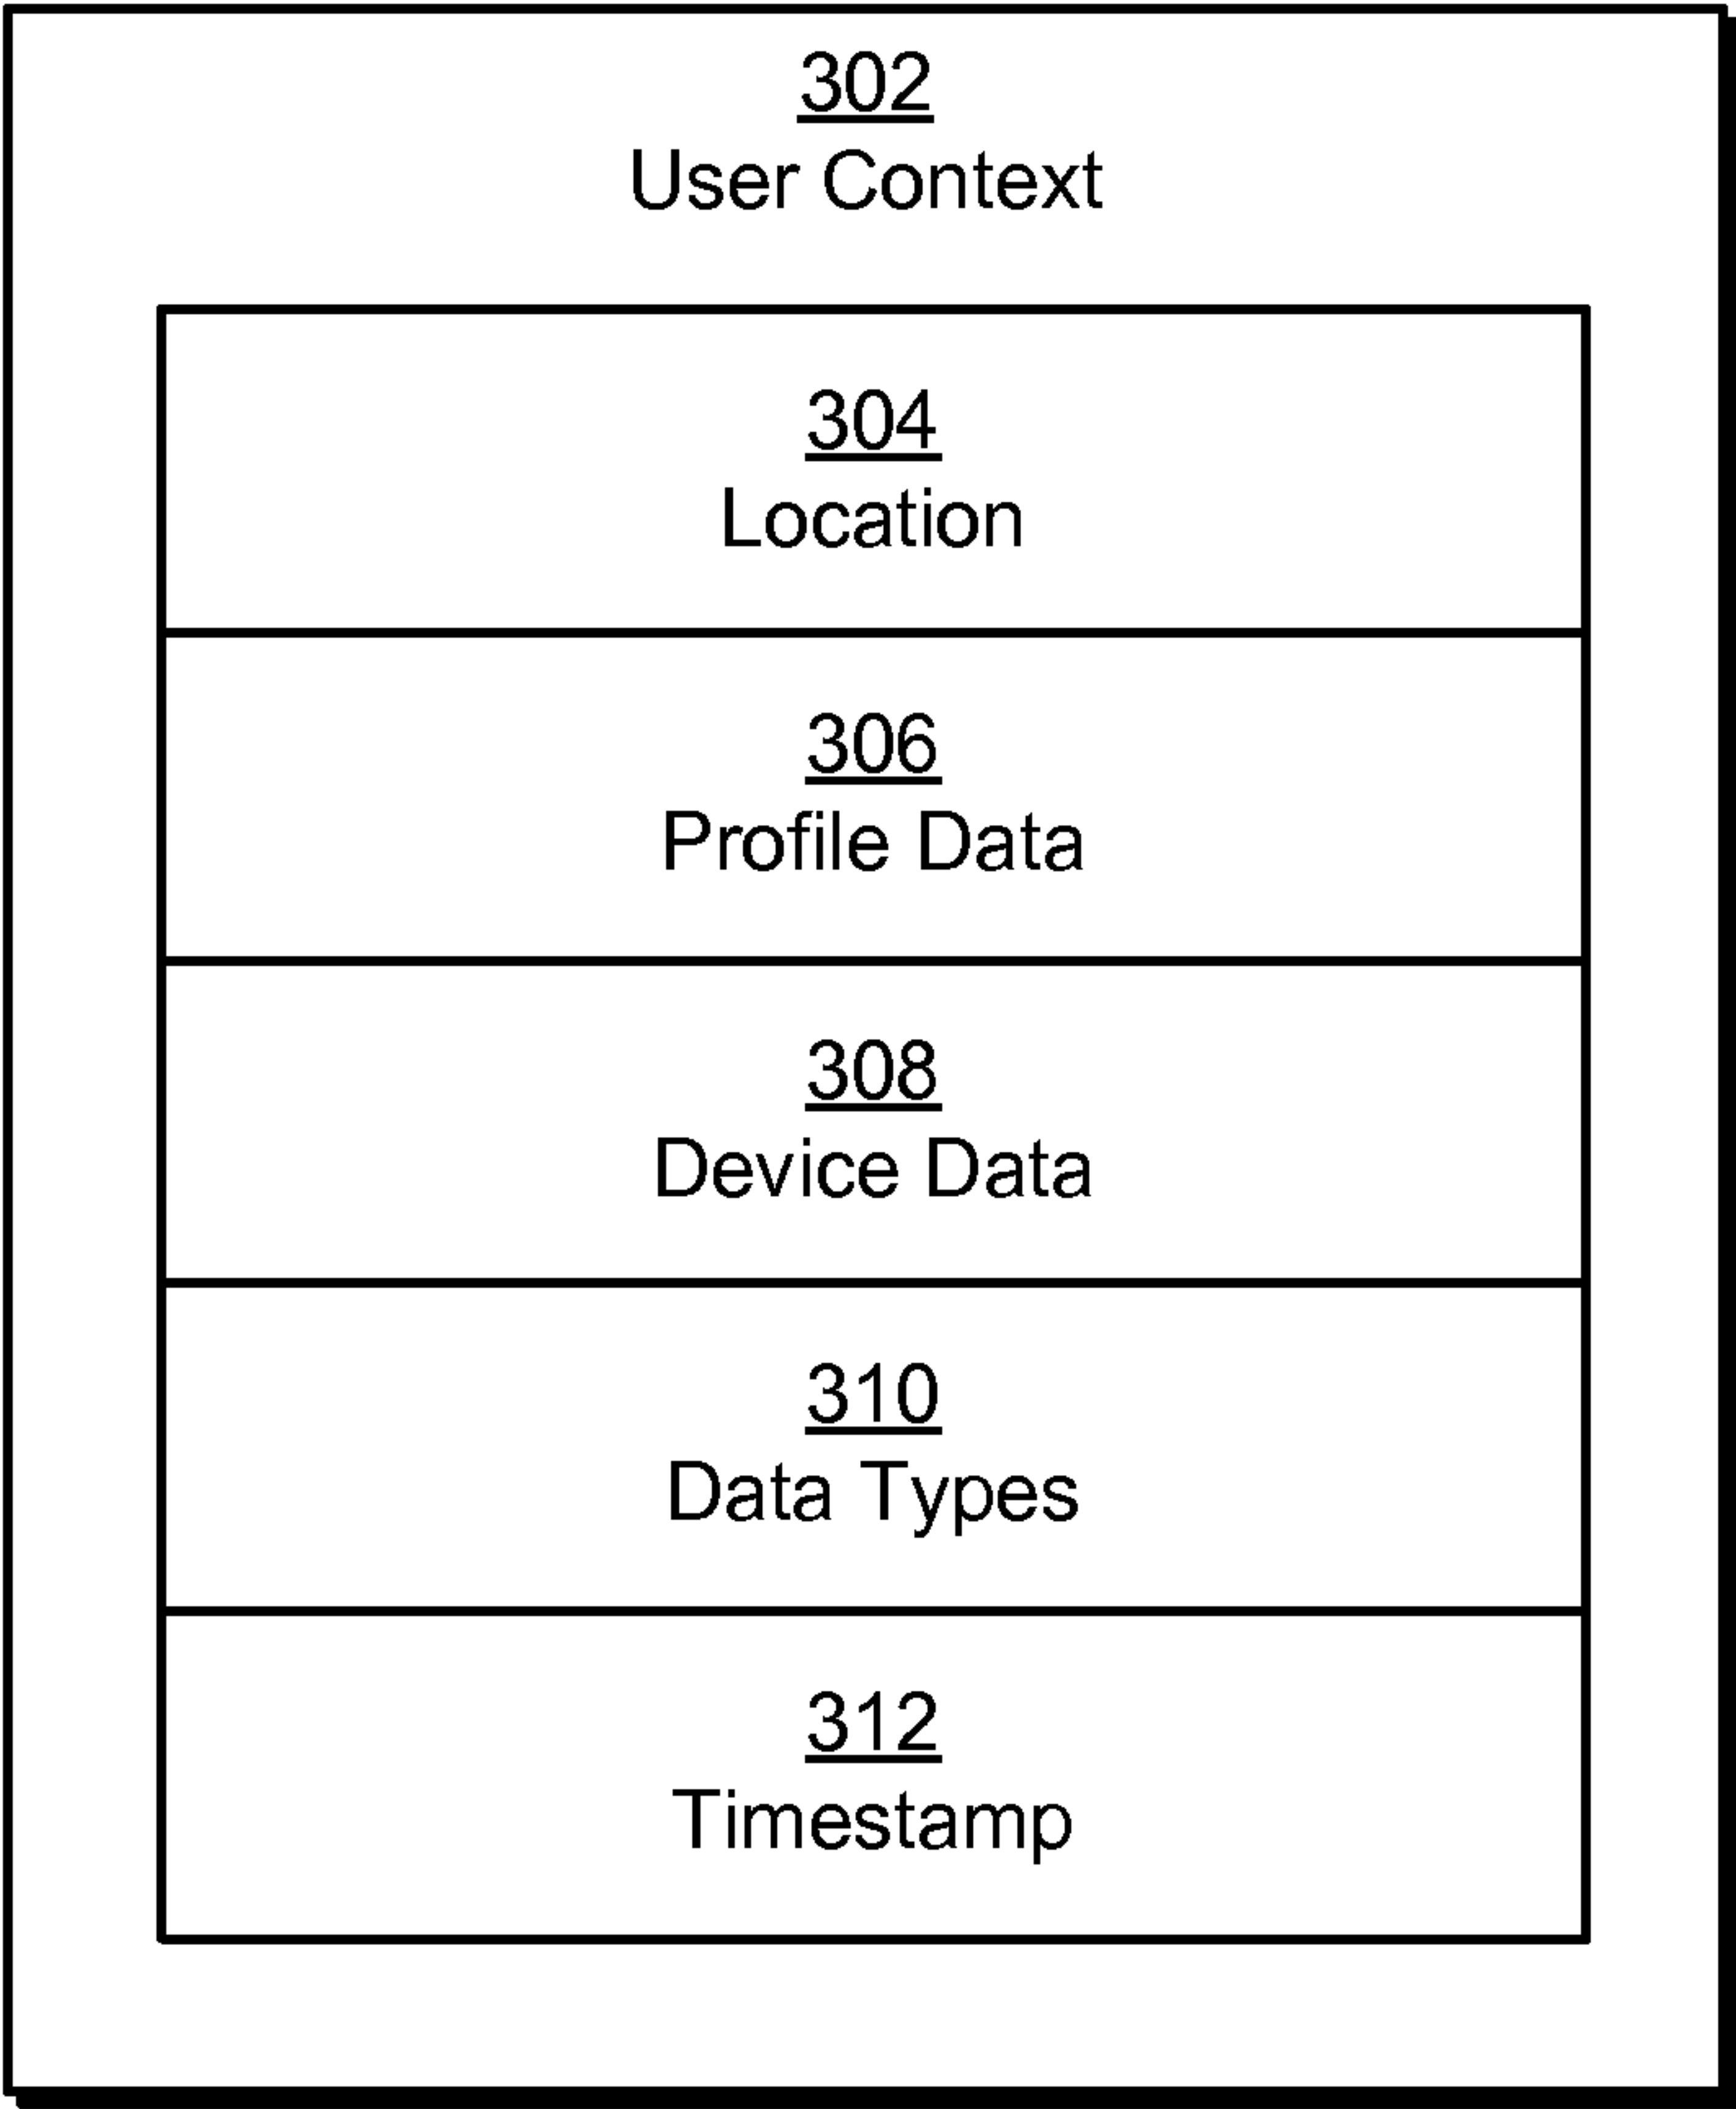 302
User Context
304
Location
306
Profile Data
308
Device Data
310
Data Types
312
Timestamp